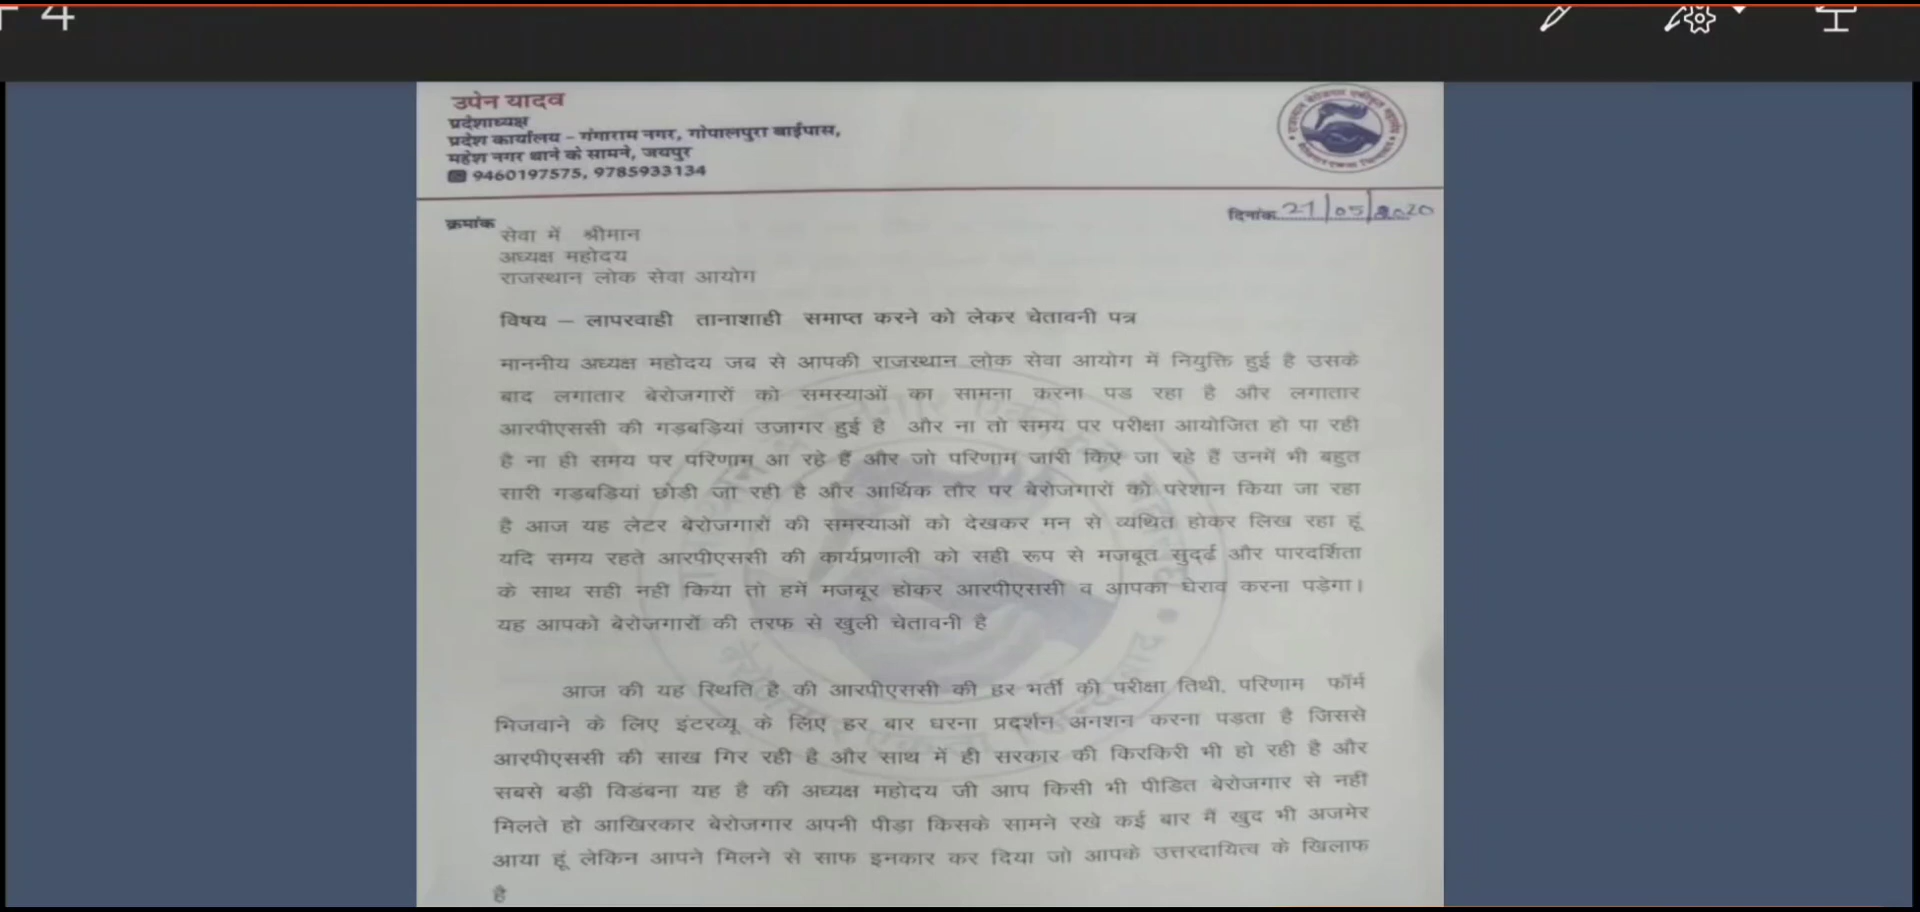 4
उपेन यादव
प्रदेशाध्यक्ष
प्रदेश कार्यालय – गंगाराम नगर, गोपालपुरा बाईपास,
महेश नगर थाने के सामने, जयपुर
9460197575, 9785933134
क्रमांक
दिनांक 21/05/2020
सेवा में श्रीमान
अध्यक्ष महोदय
राजस्थान लोक सेवा आयोग
विषय – लापरवाही तानाशाही समाप्त करने को लेकर चेतावनी पत्र
माननीय अध्यक्ष महोदय जब से आपकी राजस्थान लोक सेवा आयोग में नियुक्ति हुई है उसके
बाद लगातार बेरोजगारों को समस्याओं का सामना करना पड रहा है और लगातार
आरपीएससी की गड़बड़ियां उजागर हुई है और ना तो समय पर परीक्षा आयोजित हो पा रही
है ना ही समय पर परिणाम आ रहे हैं और जो परिणाम जारी किए जा रहे हैं उनमें भी बहुत
सारी गडबडियां छोडी जा रही है और आर्थिक तौर पर बेरोजगारों को परेशान किया जा रहा
है आज यह लेटर बेरोजगारों की समस्याओं को देखकर मन से व्यथित होकर लिख रहा हूं
यदि समय रहते आरपीएससी की कार्यप्रणाली को सही रूप से मजबूत सुदर्ढ और पारदर्शिता
के साथ सही नहीं किया तो हमें मजबूर होकर आरपीएससी व आपका घेराव करना पड़ेगा।
यह आपको बेरोजगारों की तरफ से खुली चेतावनी है
आज की यह स्थिति है की आरपीएससी की हर भर्ती की परीक्षा तिथी, परिणाम फॉर्म
भिजवाने के लिए इंटरव्यू के लिए हर बार धरना प्रदर्शन अनशन करना पड़ता है जिससे
आरपीएससी की साख गिर रही है और साथ में ही सरकार की किरकिरी भी हो रही है और
सबसे बड़ी विडंबना यह है की अध्यक्ष महोदय जी आप किसी भी पीडित बेरोजगार से नहीं
मिलते हो आखिरकार बेरोजगार अपनी पीड़ा किसके सामने रखे कई बार मैं खुद भी अजमेर
आया हूं लेकिन आपने मिलने से साफ इनकार कर दिया जो आपके उत्तरदायित्व के खिलाफ
है